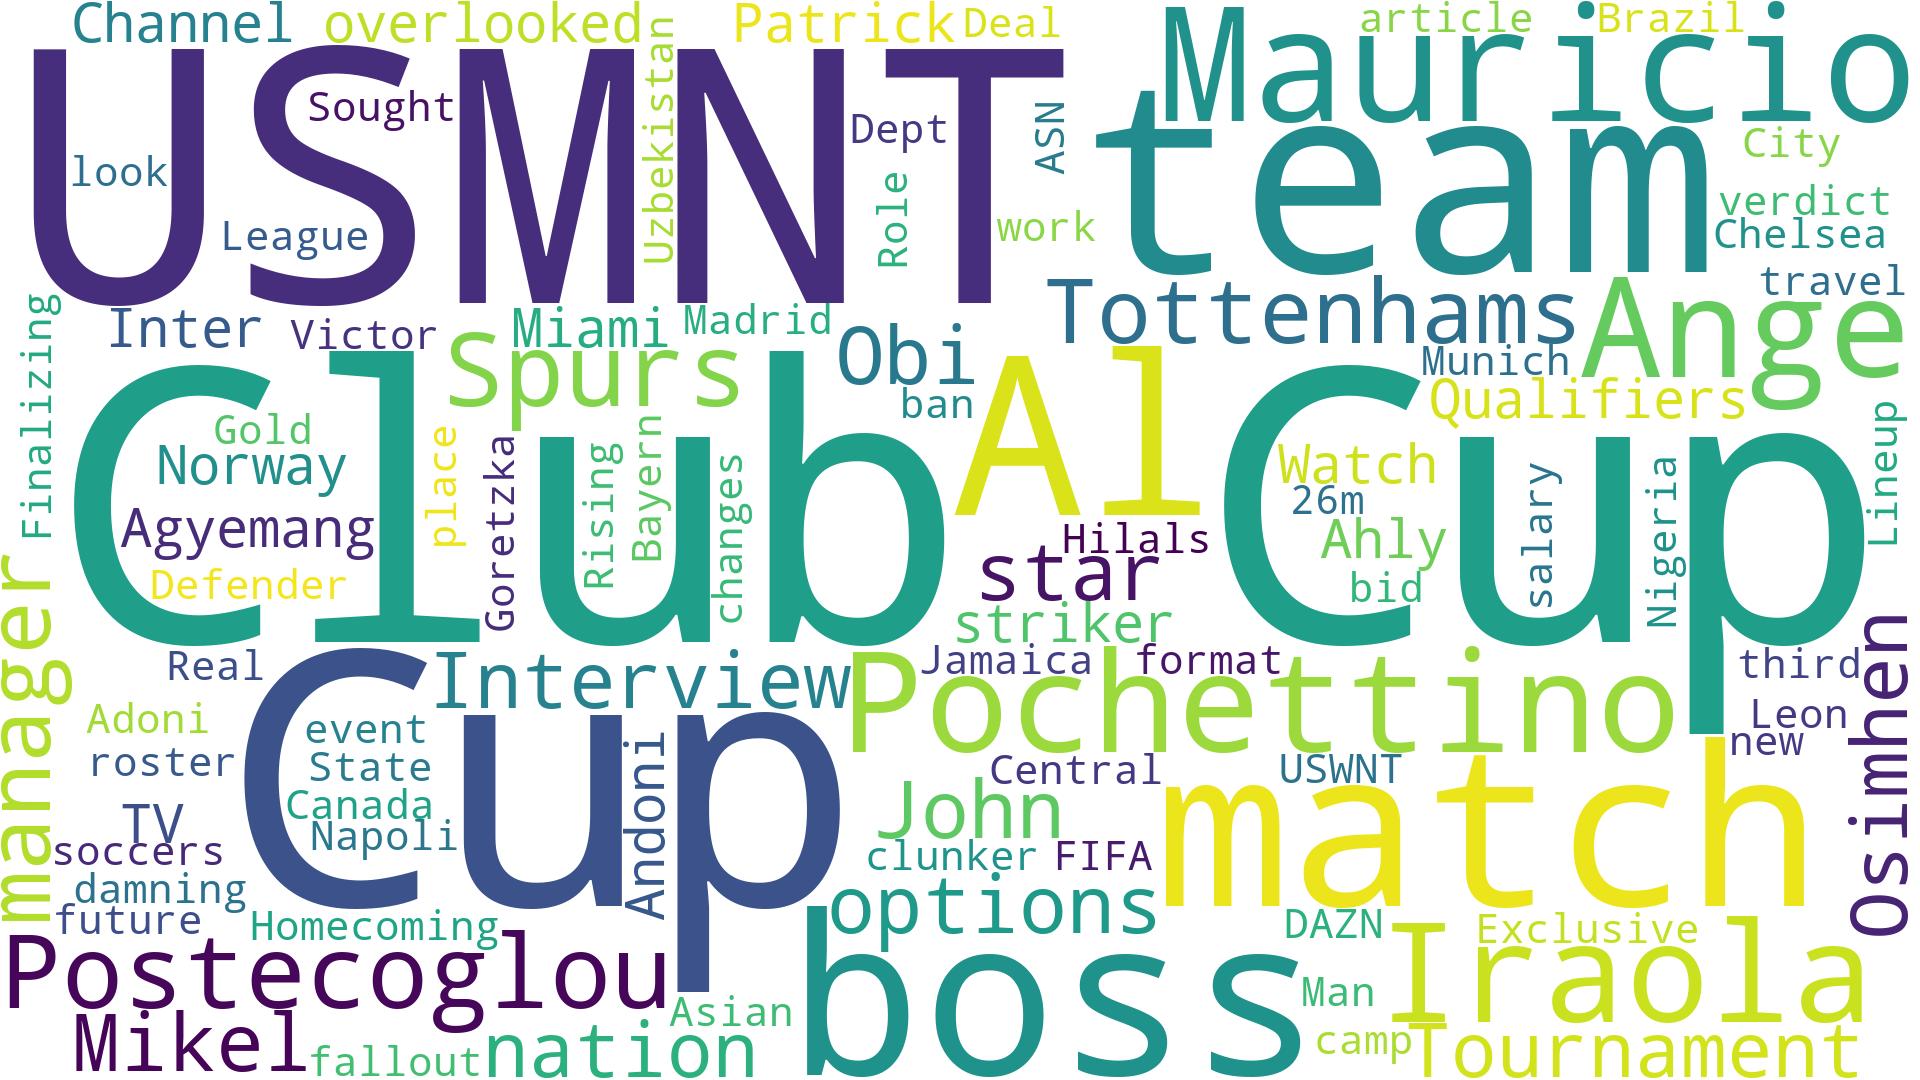 Channel
overlooked
Patrick
Deal
article
Brazil
USMNT
Mauricio
team
Sought
look
League
Uzbekistan
Dept
Role
ASN
work
City
verdict
Chelsea
travel
Finalizing
Inter
Victor
Miami
Madrid
Spurs
Obi
ban
Tottenhams
Ange
Munich
Qualifiers
Club Cup
Al
Gold
Norway
Agyemang
Defender
place
Goretzka
Rising
Bayern
changes
Watch
26m
Ahly
bid
salary
Nigeria
Lineup
Hilals
star
striker
manager
Real
Interview
Jamaica
format
Pochettino
third
Leon
new
Osimhen
Adoni
roster
event
State
Canada
Napoli
Cup
Andoni
Central
USWNT
match
TV
soccers
damning
future
John
clunker
FIFA
options
Homecoming
DAZN
Exclusive
Postecoglou
boss
Iraola
Man
Mikel
Asian
fallout
nation
camp
Tournament